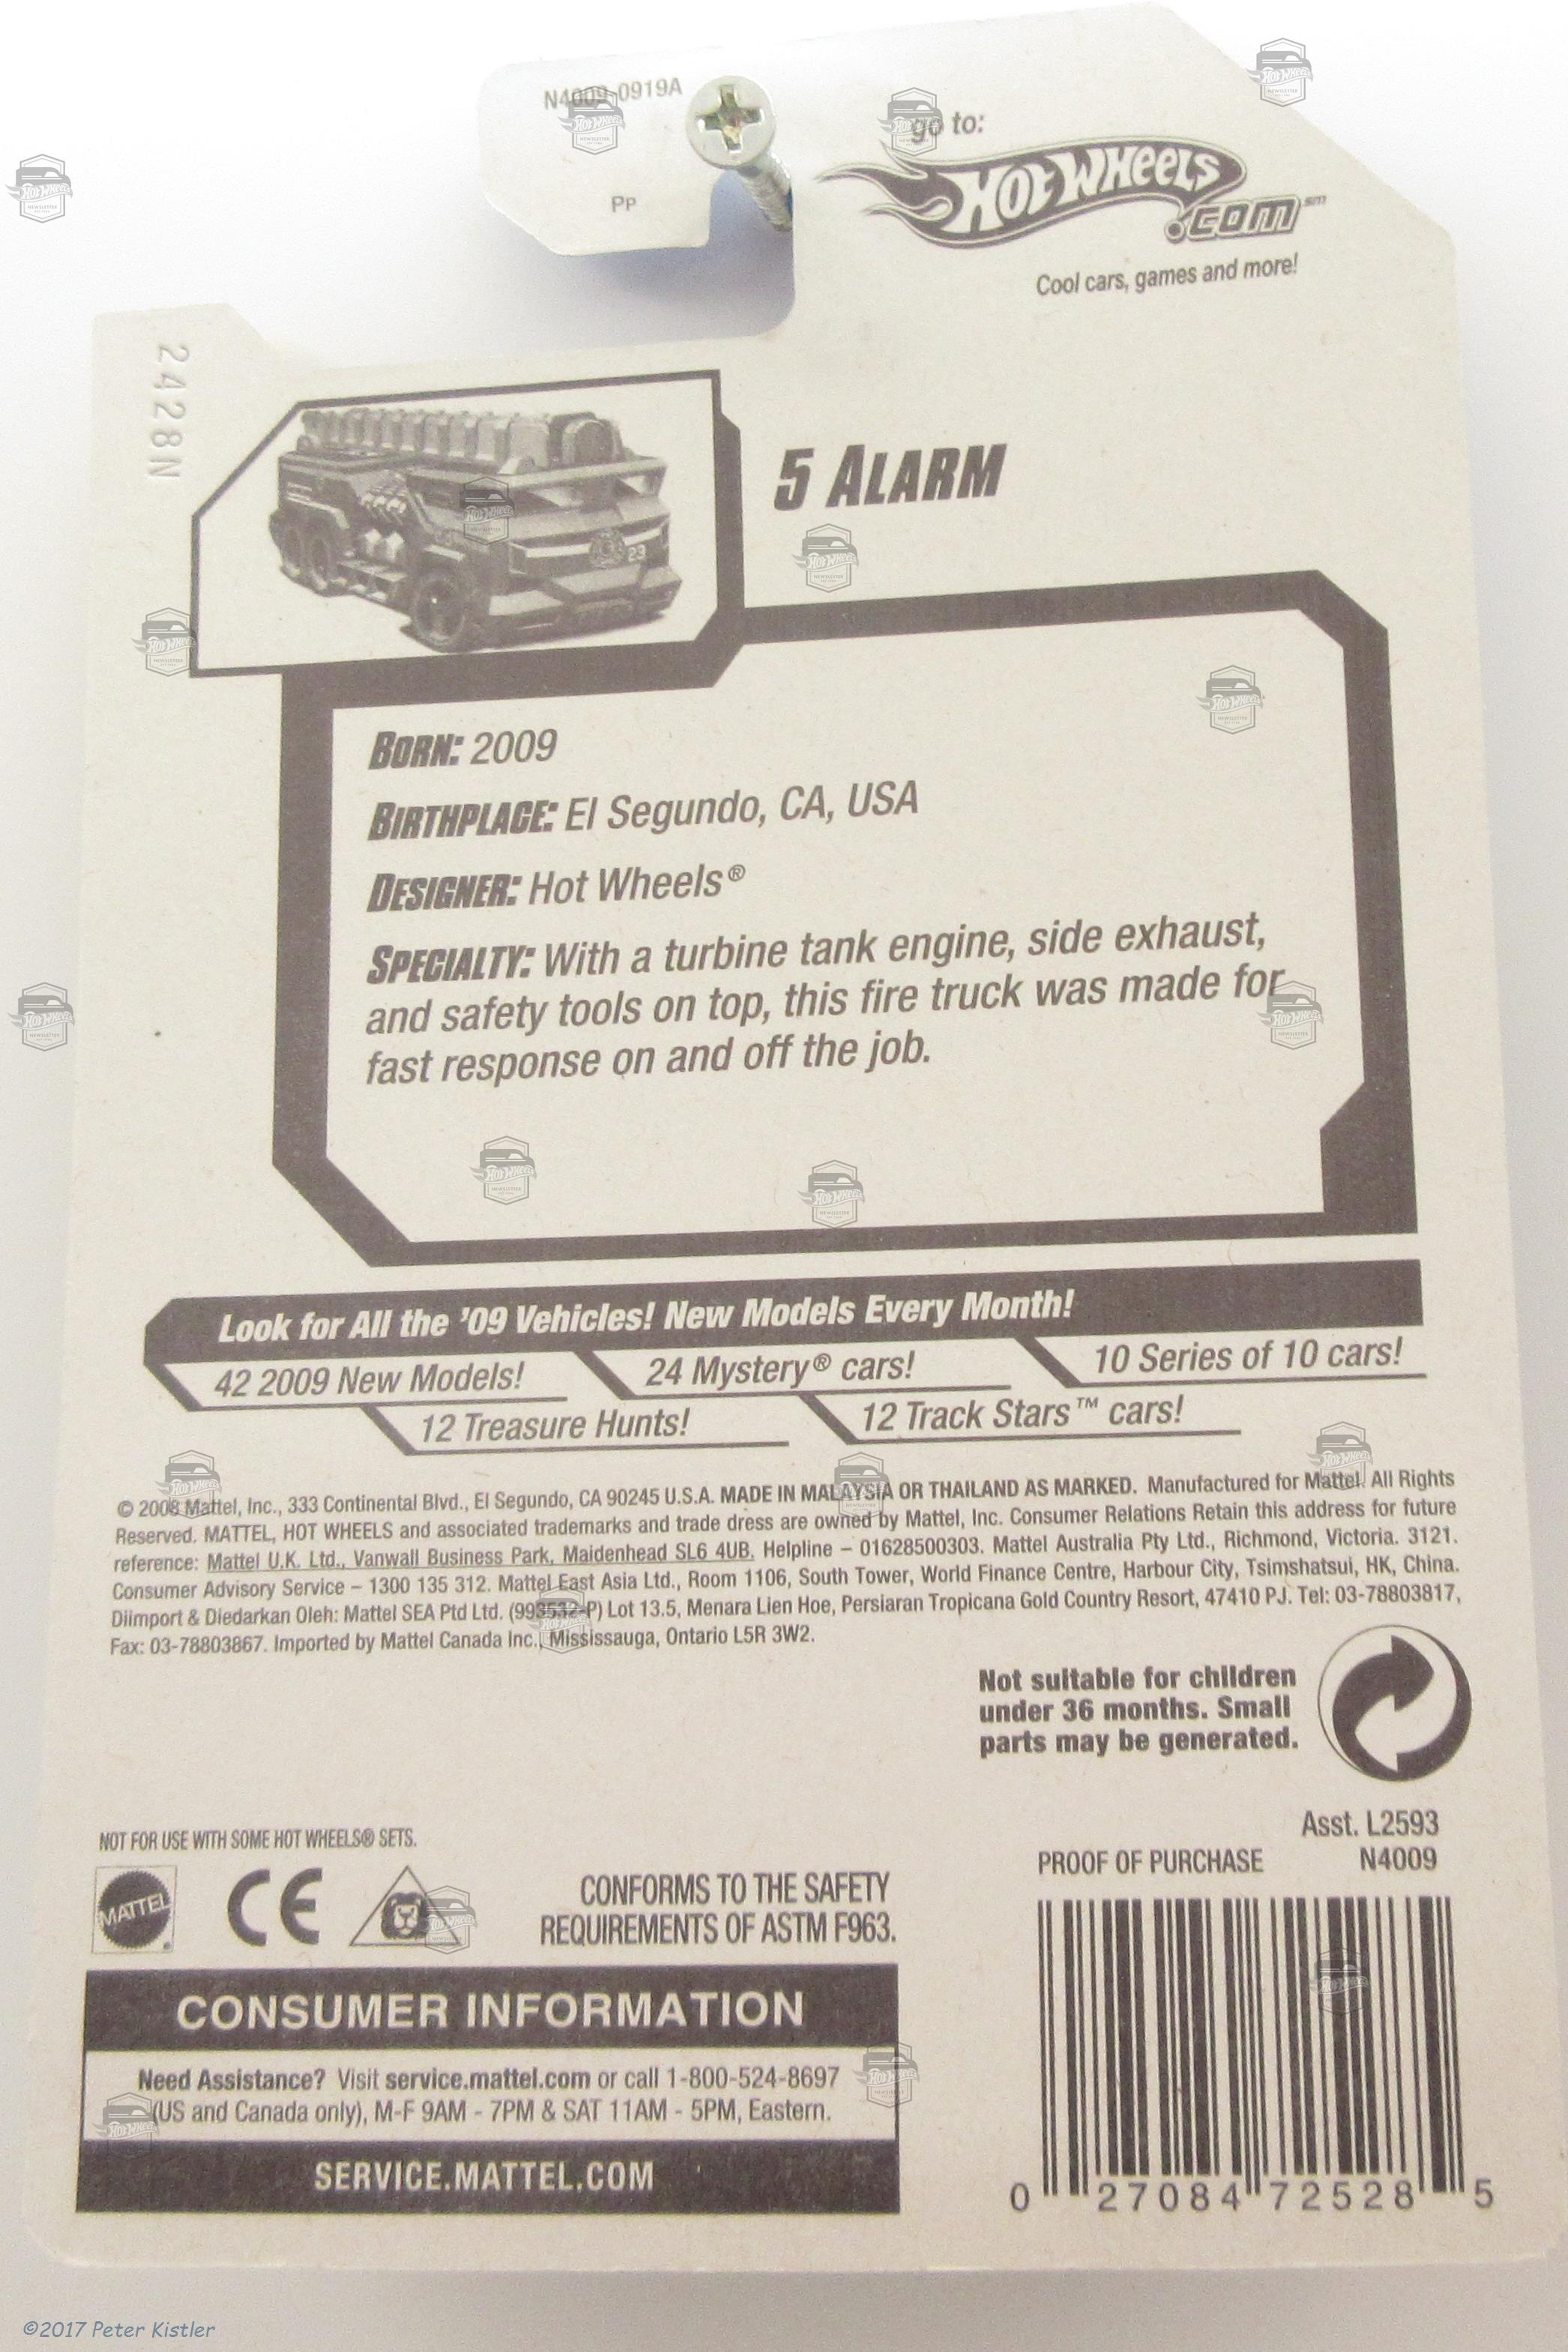 N4009-0919A
PP
go to:
HOT WHEELS
.COM℠
Cool cars, games and more!
2428N
5 ALARM
23
BORN: 2009
BIRTHPLACE: El Segundo, CA, USA
DESIGNER: Hot Wheels®
SPECIALTY: With a turbine tank engine, side exhaust,
and safety tools on top, this fire truck was made for
fast response on and off the job.
Look for All the '09 Vehicles! New Models Every Month!
42 2009 New Models!
24 Mystery® cars!
10 Series of 10 cars!
12 Treasure Hunts!
12 Track Stars™ cars!
© 2008 Mattel, Inc., 333 Continental Blvd., El Segundo, CA 90245 U.S.A. MADE IN MALAYSIA OR THAILAND AS MARKED. Manufactured for Mattel. All Rights
Reserved. MATTEL, HOT WHEELS and associated trademarks and trade dress are owned by Mattel, Inc. Consumer Relations Retain this address for future
reference: Mattel U.K. Ltd., Vanwall Business Park, Maidenhead SL6 4UB. Helpline – 01628500303. Mattel Australia Pty Ltd., Richmond, Victoria. 3121.
Consumer Advisory Service – 1300 135 312. Mattel East Asia Ltd., Room 1106, South Tower, World Finance Centre, Harbour City, Tsimshatsui, HK, China.
Diimport & Diedarkan Oleh: Mattel SEA Ptd Ltd. (993532-P) Lot 13.5, Menara Lien Hoe, Persiaran Tropicana Gold Country Resort, 47410 PJ. Tel: 03-78803817,
Fax: 03-78803867. Imported by Mattel Canada Inc., Mississauga, Ontario L5R 3W2.
Not suitable for children
under 36 months. Small
parts may be generated.
Asst. L2593
PROOF OF PURCHASE
N4009
NOT FOR USE WITH SOME HOT WHEELS® SETS.
MATTEL
CE
CONFORMS TO THE SAFETY
REQUIREMENTS OF ASTM F963.
CONSUMER INFORMATION
Need Assistance? Visit service.mattel.com or call 1-800-524-8697
(US and Canada only), M-F 9AM - 7PM & SAT 11AM - 5PM, Eastern.
SERVICE.MATTEL.COM
0 27084 72528 5
©2017 Peter Kistler